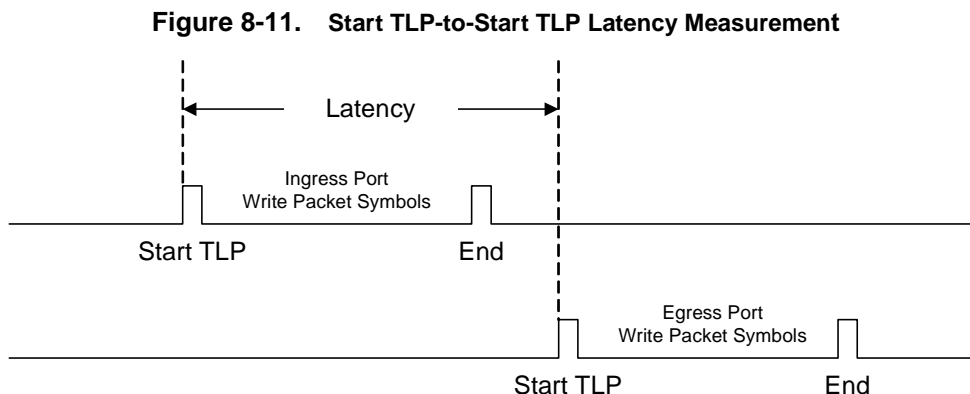 Figure 8-11. Start TLP-to-Start TLP Latency Measurement
Latency
Ingress Port
Write Packet Symbols
Start TLP
End
Egress Port
Write Packet Symbols
Start TLP
End